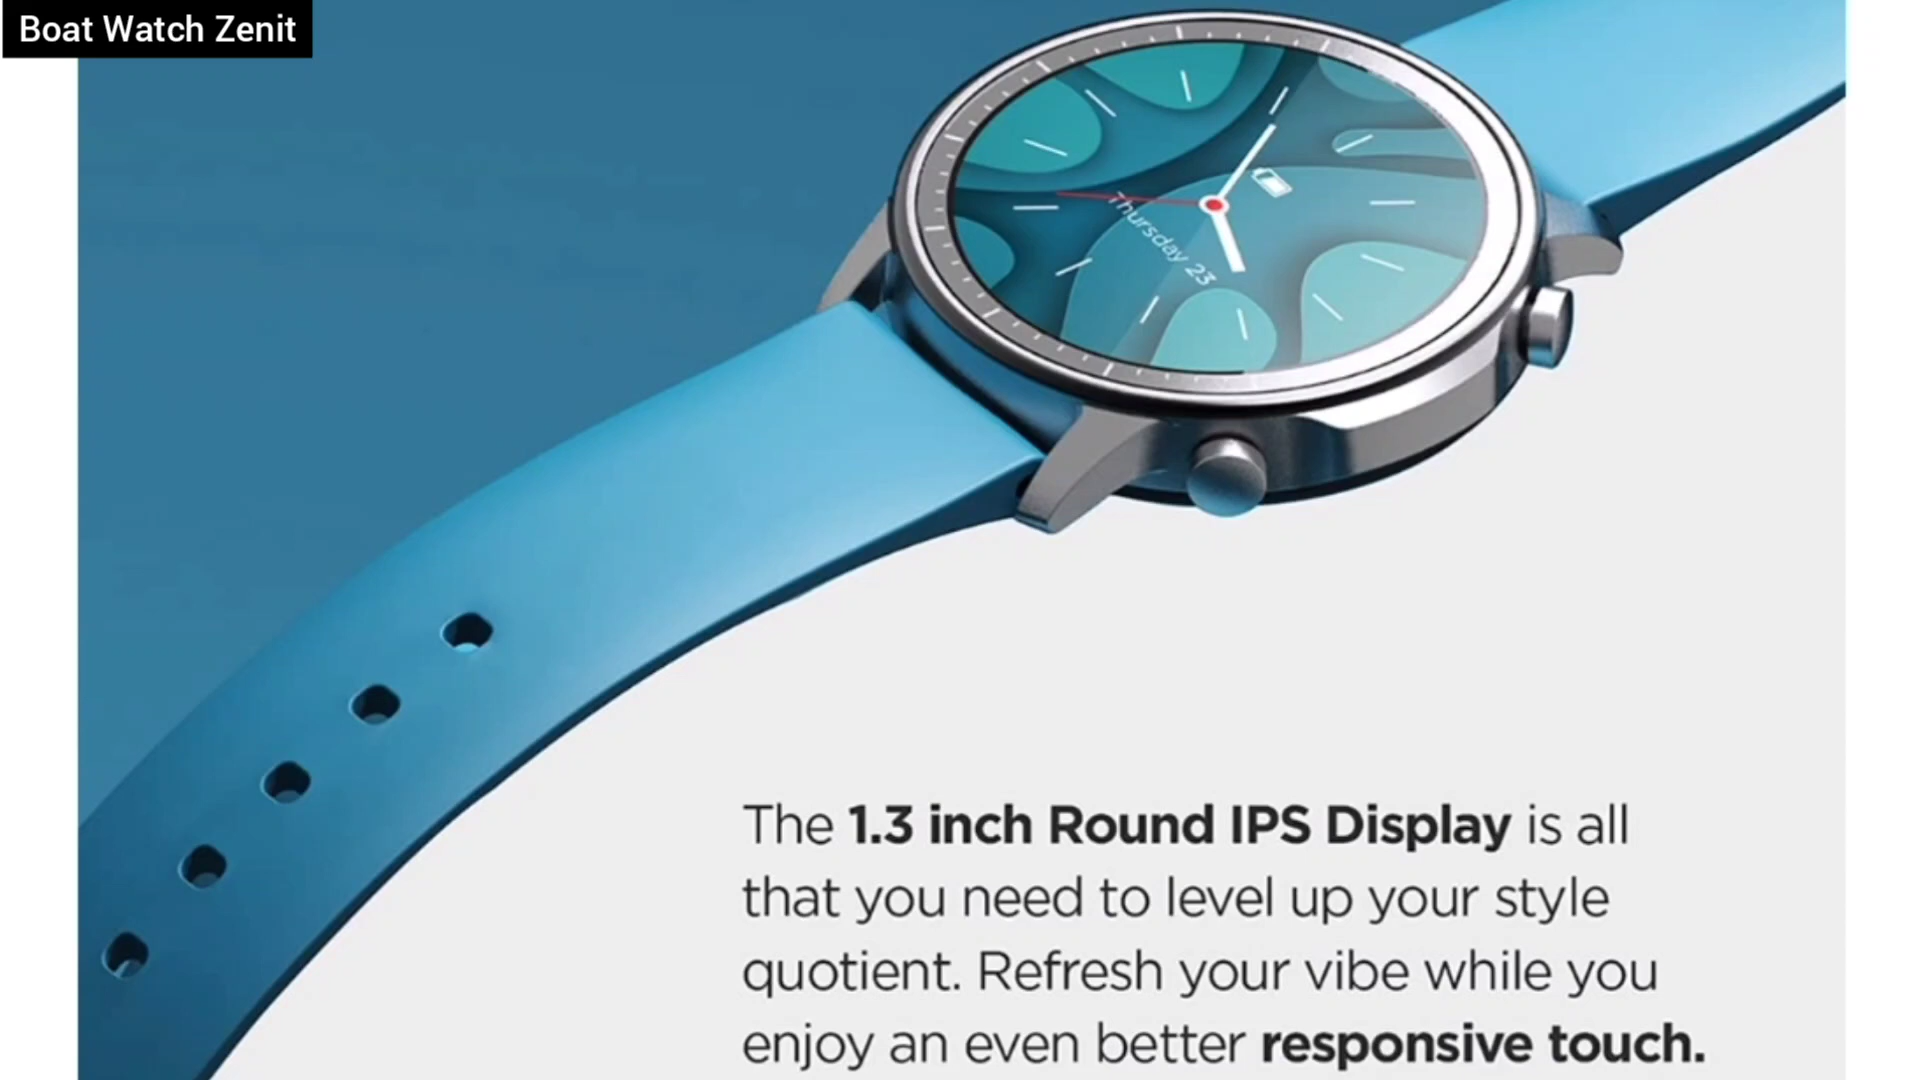 Boat Watch Zenit
Thursday 23
The 1.3 inch Round IPS Display is all
that you need to level up your style
quotient. Refresh your vibe while you
enjoy an even better responsive touch.